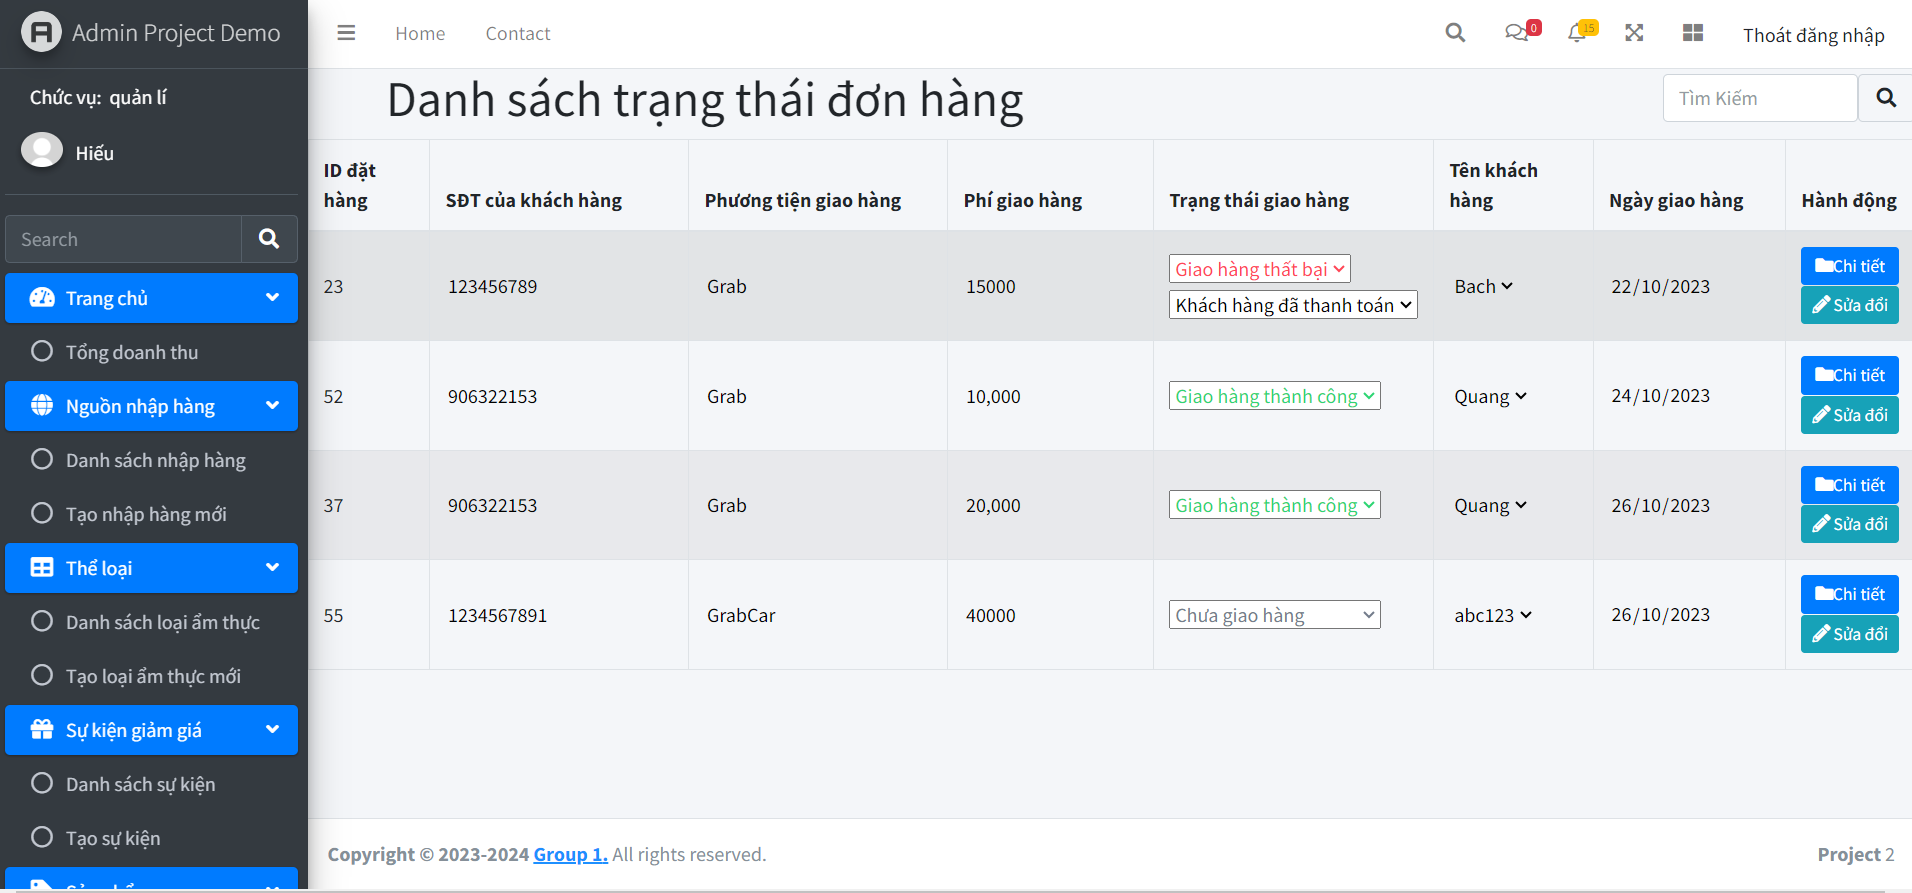 Admin Project Demo
Home
Contact
0
15
Thoát đăng nhập
Chức vụ: quản lí
Hiếu
Search
Trang chủ
Tổng doanh thu
Nguồn nhập hàng
Danh sách nhập hàng
Tạo nhập hàng mới
Thể loại
Danh sách loại ẩm thực
Tạo loại ẩm thực mới
Sự kiện giảm giá
Danh sách sự kiện
Tạo sự kiện
Danh sách trạng thái đơn hàng
Tìm Kiếm
ID đặt hàng
SĐT của khách hàng
Phương tiện giao hàng
Phí giao hàng
Trạng thái giao hàng
Tên khách hàng
Ngày giao hàng
Hành động
23
123456789
Grab
15000
Giao hàng thất bại
Khách hàng đã thanh toán
Bach
22/10/2023
Chi tiết
Sửa đổi
52
906322153
Grab
10,000
Giao hàng thành công
Quang
24/10/2023
Chi tiết
Sửa đổi
37
906322153
Grab
20,000
Giao hàng thành công
Quang
26/10/2023
Chi tiết
Sửa đổi
55
1234567891
GrabCar
40000
Chưa giao hàng
abc123
26/10/2023
Chi tiết
Sửa đổi
Copyright © 2023-2024 Group 1. All rights reserved.
Project 2